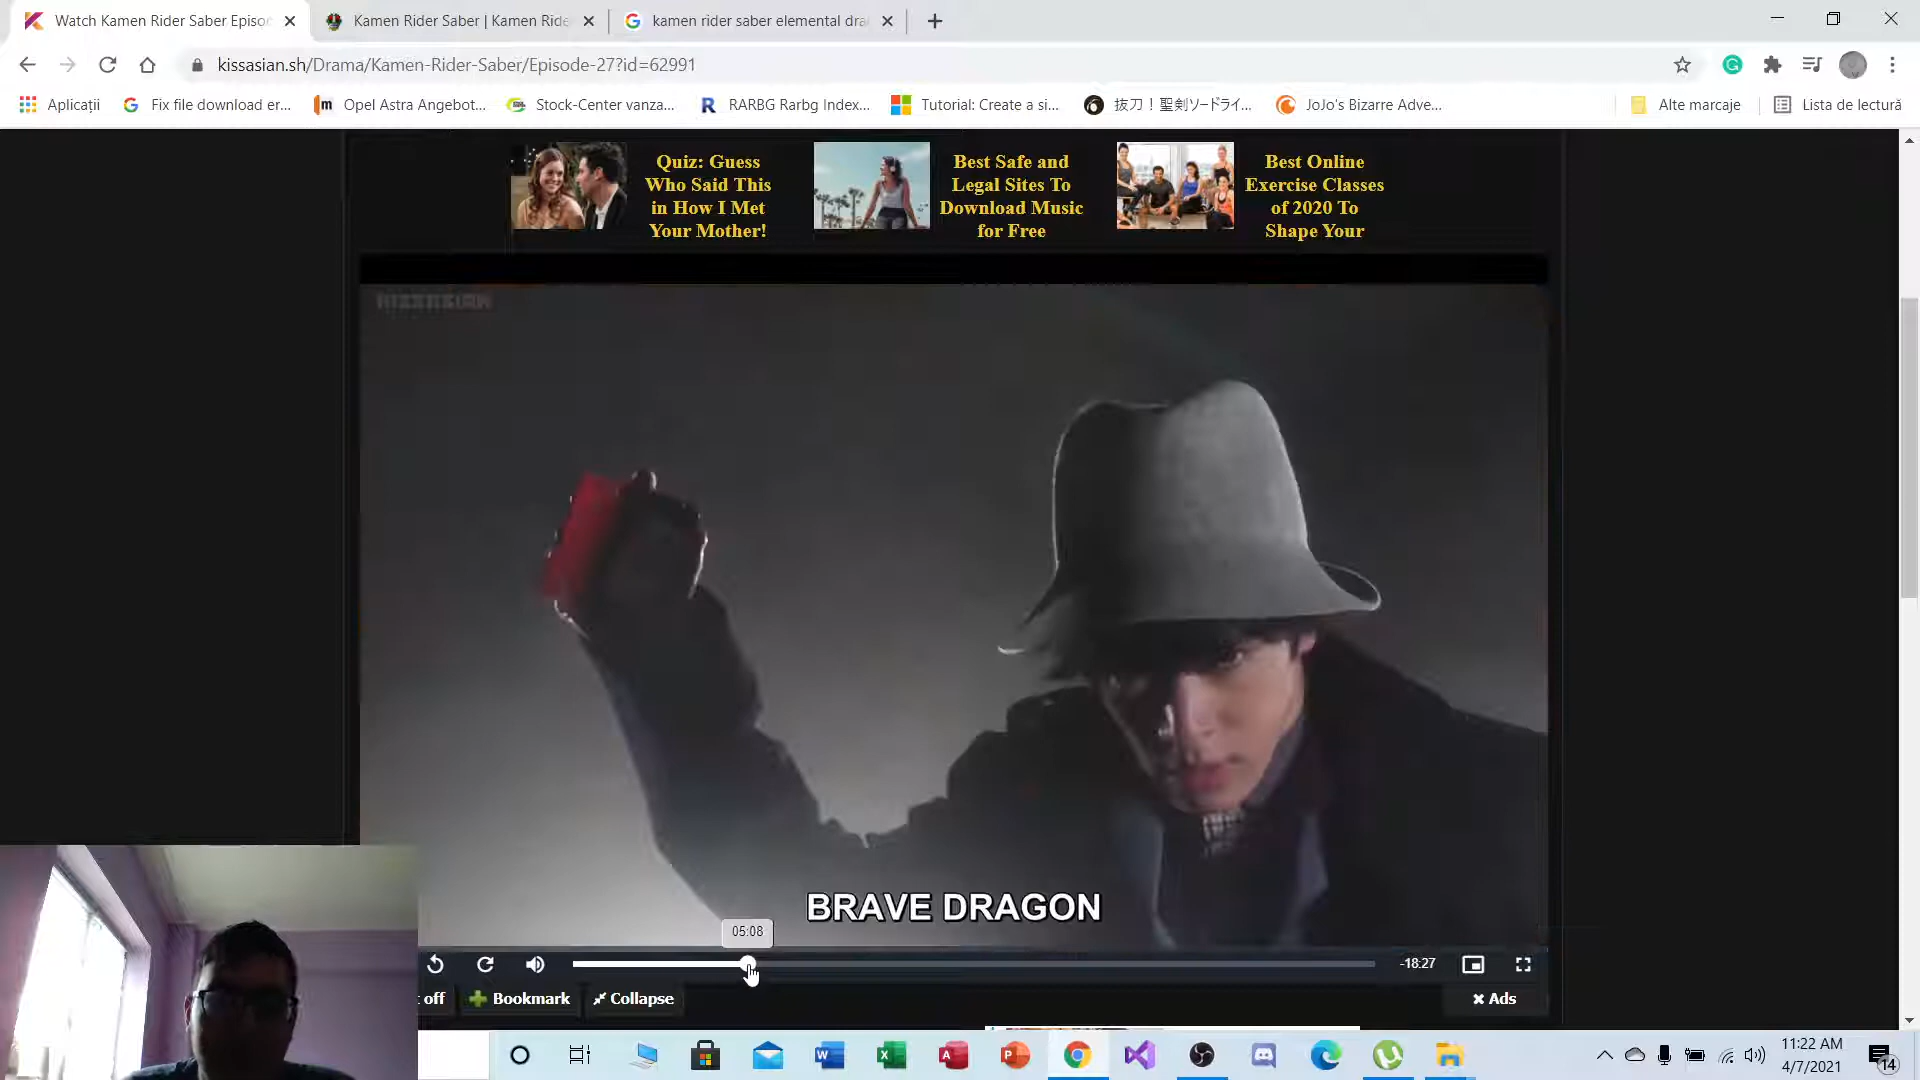 Watch Kamen Rider Saber Episo
Kamen Rider Saber | Kamen Ride
kamen rider saber elemental dra
kissasian.sh/Drama/Kamen-Rider-Saber/Episode-27?id=62991
Aplicații
Fix file download er...
Opel Astra Angebot...
Stock-Center vanza...
RARBG Rarbg Index...
Tutorial: Create a si...
抜刀！聖剣ソードライ...
JoJo's Bizarre Adve...
Alte marcaje
Lista de lectură
Quiz: Guess
Who Said This
in How I Met
Your Mother!
Best Safe and
Legal Sites To
Download Music
for Free
Best Online
Exercise Classes
of 2020 To
Shape Your
KISSASIAN
BRAVE DRAGON
05:08
-18:27
off
Bookmark
Collapse
Ads
11:22 AM
4/7/2021
14